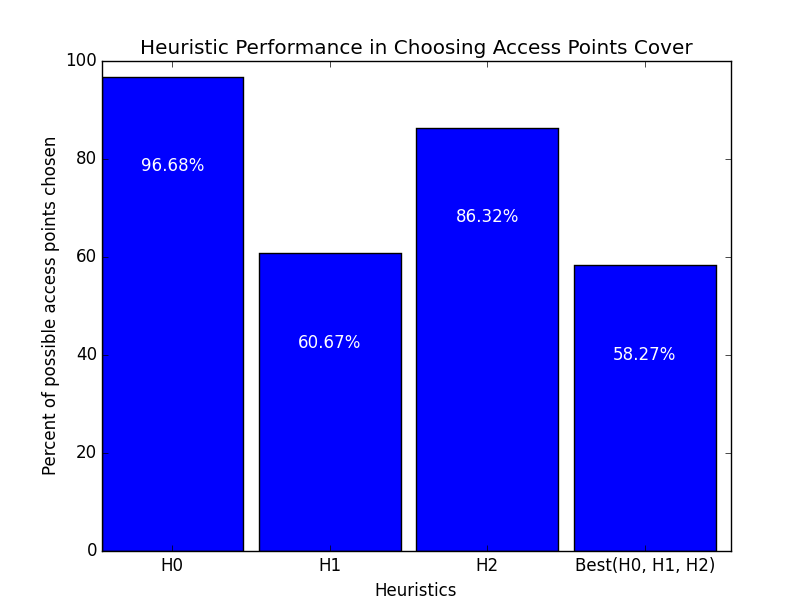 Heuristic Performance in Choosing Access Points Cover
Percent of possible access points chosen
100
80
60
40
20
0
96.68%
60.67%
86.32%
58.27%
H0
H1
H2
Best(H0, H1, H2)
Heuristics